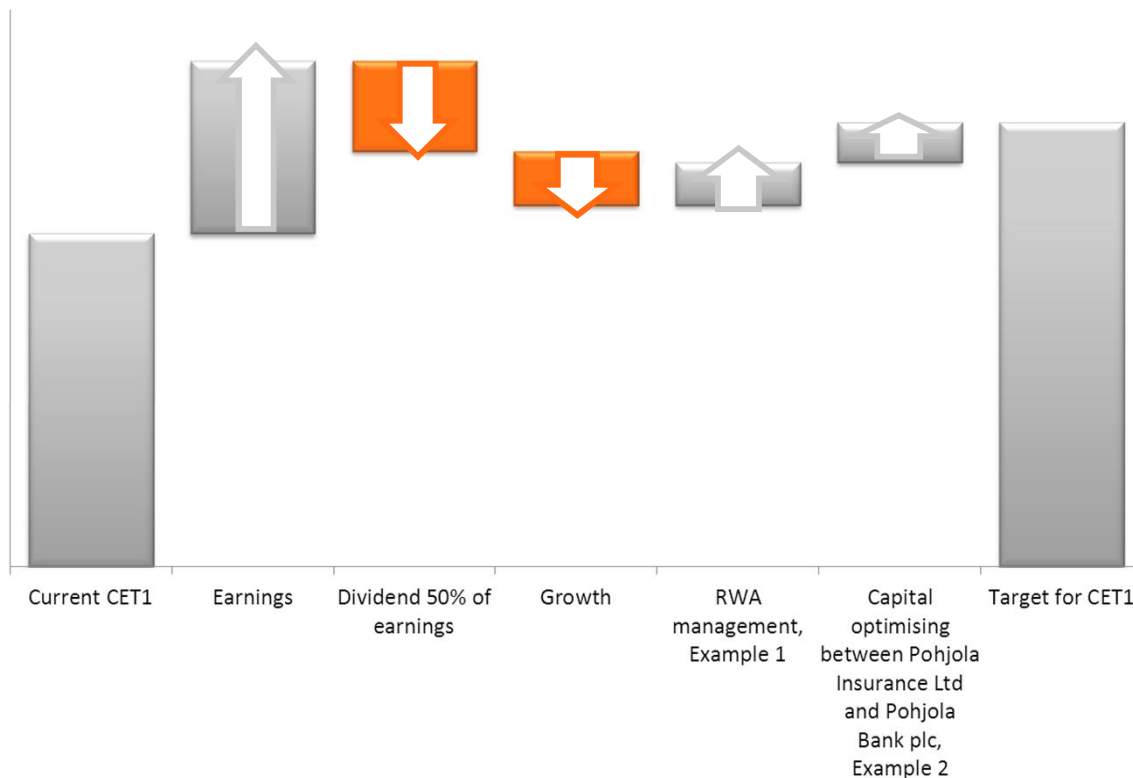 Current CET1
Earnings
Dividend 50% of
earnings
Growth
RWA
management,
Example 1
Capital
optimising
between Pohjola
Insurance Ltd
and Pohjola
Bank plc,
Example 2
Target for CET1